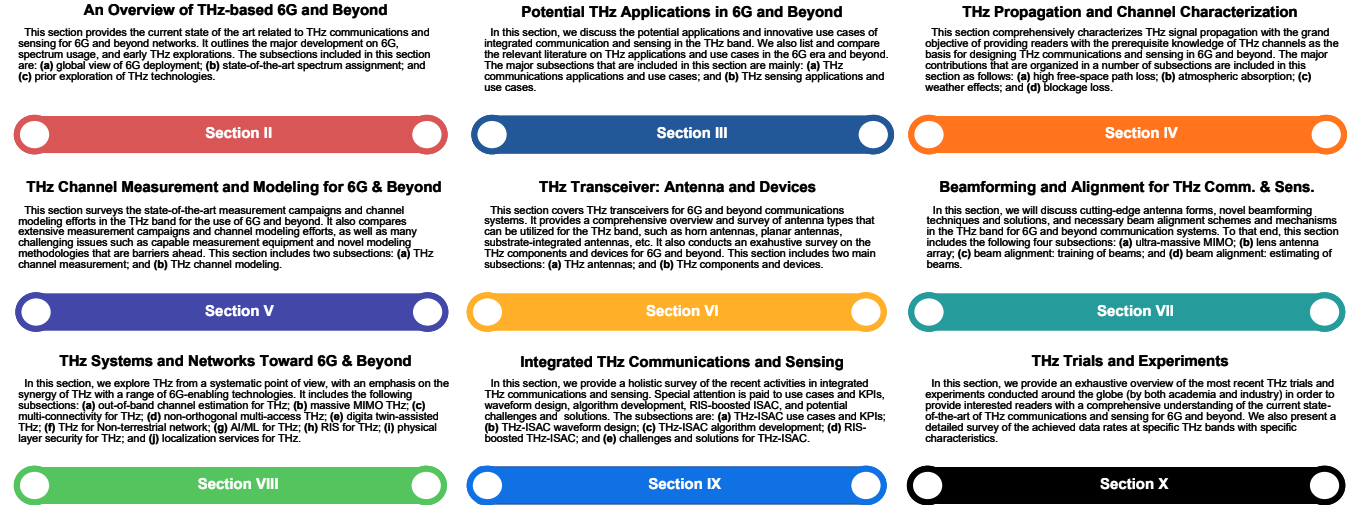 An Overview of THz-based 6G and Beyond
This section provides the current state of the art related to THz communications and
sensing for 6G and beyond networks. It outlines the major development on 6G,
spectrum usage, and early THz explorations. The subsections included in this section
are: (a) global view of 6G deployment; (b) state-of-the-art spectrum assignment; and
(c) prior exploration of THz technologies.
Section II
Potential THz Applications in 6G and Beyond
In this section, we discuss the potential applications and innovative use cases of
integrated communication and sensing in the THz band. We also list and compare
the relevant literature on THz applications and use cases in the 6G era and beyond.
The major subsections that are included in this section are mainly: (a) THz
communications applications and use cases; and (b) THz sensing applications and
use cases.
Section III
THz Propagation and Channel Characterization
This section comprehensively characterizes THz signal propagation with the grand
objective of providing readers with the prerequisite knowledge of THz channels as the
basis for designing THz communications and sensing in 6G and beyond. The major
contributions that are organized in a number of subsections are included in this
section as follows: (a) high free-space path loss; (b) atmospheric absorption; (c)
weather effects; and (d) blockage loss.
Section IV
THz Channel Measurement and Modeling for 6G & Beyond
This section surveys the state-of-the-art measurement campaigns and channel
modeling efforts in the THz band for the use of 6G and beyond. It also compares
extensive measurement campaigns and channel modeling efforts, as well as many
challenging issues such as capable measurement equipment and novel modeling
methodologies that are barriers ahead. This section includes two subsections: (a) THz
channel measurement; and (b) THz channel modeling.
Section V
THz Transceiver: Antenna and Devices
This section covers THz transceivers for 6G and beyond communications
systems. It provides a comprehensive overview and survey of antenna types that
can be utilized for the THz band, such as horn antennas, planar antennas,
substrate-integrated antennas, etc. It also conducts an exahustive survey on the
THz components and devices for 6G and beyond. This section includes two main
subsections: (a) THz antennas; and (b) THz components and devices.
Section VI
Beamforming and Alignment for THz Comm. & Sens.
In this section, we will discuss cutting-edge antenna forms, novel beamforming
techniques and solutions, and necessary beam alignment schemes and mechanisms
in the THz band for 6G and beyond communication systems. To that end, this section
includes the following four subsections: (a) ultra-massive MIMO; (b) lens antenna
array; (c) beam alignment: training of beams; and (d) beam alignment: estimating of
beams.
Section VII
THz Systems and Networks Toward 6G & Beyond
In this section, we explore THz from a systematic point of view, with an emphasis on the
synergy of THz with a range of 6G-enabling technologies. It includes the following
subsections: (a) out-of-band channel estimation for THz; (b) massive MIMO THz; (c)
multi-connectivity for THz; (d) non-orthogonal multi-access THz; (e) digita twin-assisted
THz; (f) THz for Non-terrestrial network; (g) AI/ML for THz; (h) RIS for THz; (i) physical
layer security for THz; and (j) localization services for THz.
Section VIII
Integrated THz Communications and Sensing
In this section, we provide a holistic survey of the recent activities in integrated
THz communications and sensing. Special attention is paid to use cases and KPIs,
waveform design, algorithm development, RIS-boosted ISAC, and potential
challenges and solutions. The subsections are: (a) THz-ISAC use cases and KPIs;
(b) THz-ISAC waveform design; (c) THz-ISAC algorithm development; (d) RIS-
boosted THz-ISAC; and (e) challenges and solutions for THz-ISAC.
Section IX
THz Trials and Experiments
In this section, we provide an exhaustive overview of the most recent THz trials and
experiments conducted around the globe (by both academia and industry) in order to
provide interested readers with a comprehensive understanding of the current state-
of-the-art of THz communications and sensing for 6G and beyond. We also present a
detailed survey of the achieved data rates at specific THz bands with specific
characteristics.
Section X